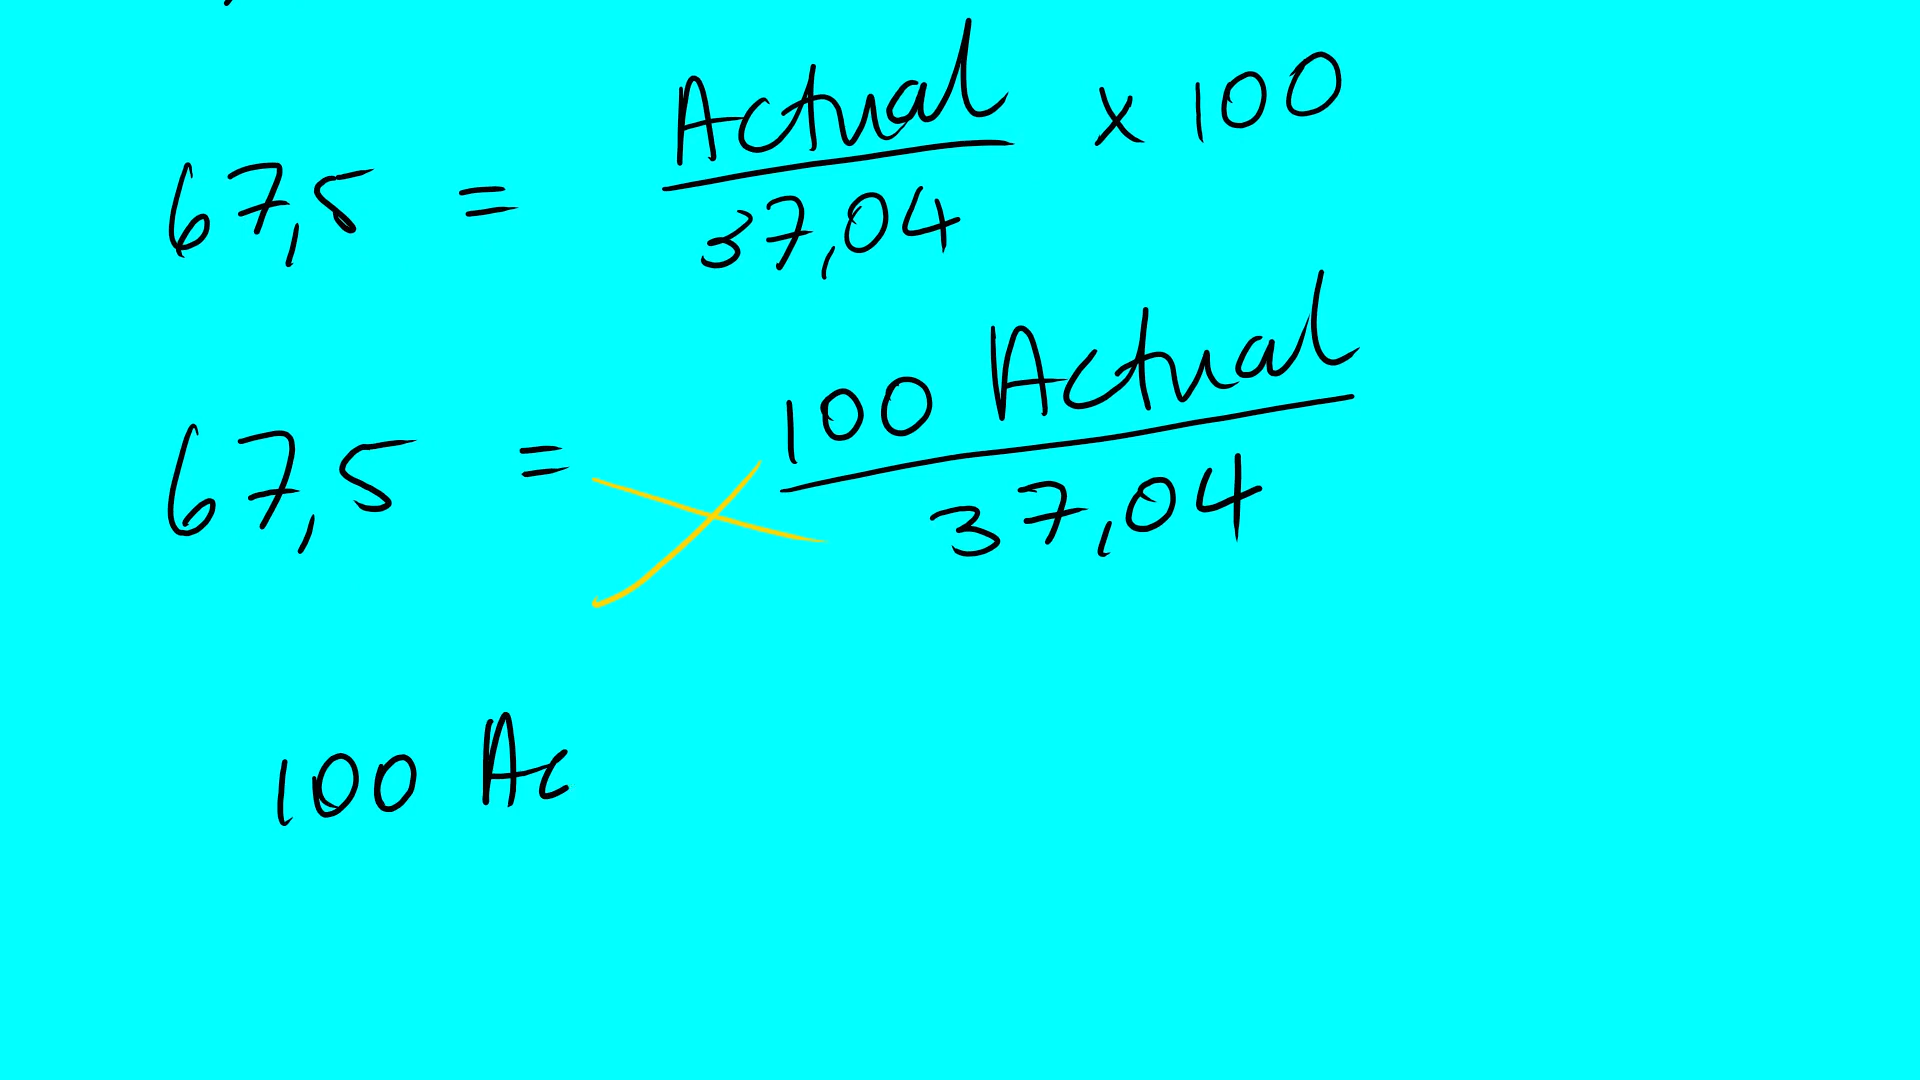 67,5 = Actual / 37,04 x 100
67,5 = 100 Actual / 37,04
100 Ac